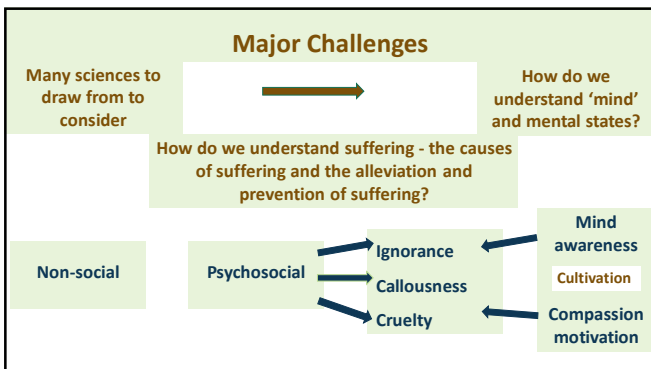 Major Challenges
Many sciences to
draw from to
consider
How do we
understand ‘mind’
and mental states?
How do we understand suffering - the causes
of suffering and the alleviation and
prevention of suffering?
Non-social
Psychosocial
Ignorance
Callousness
Cruelty
Mind
awareness
Cultivation
Compassion
motivation